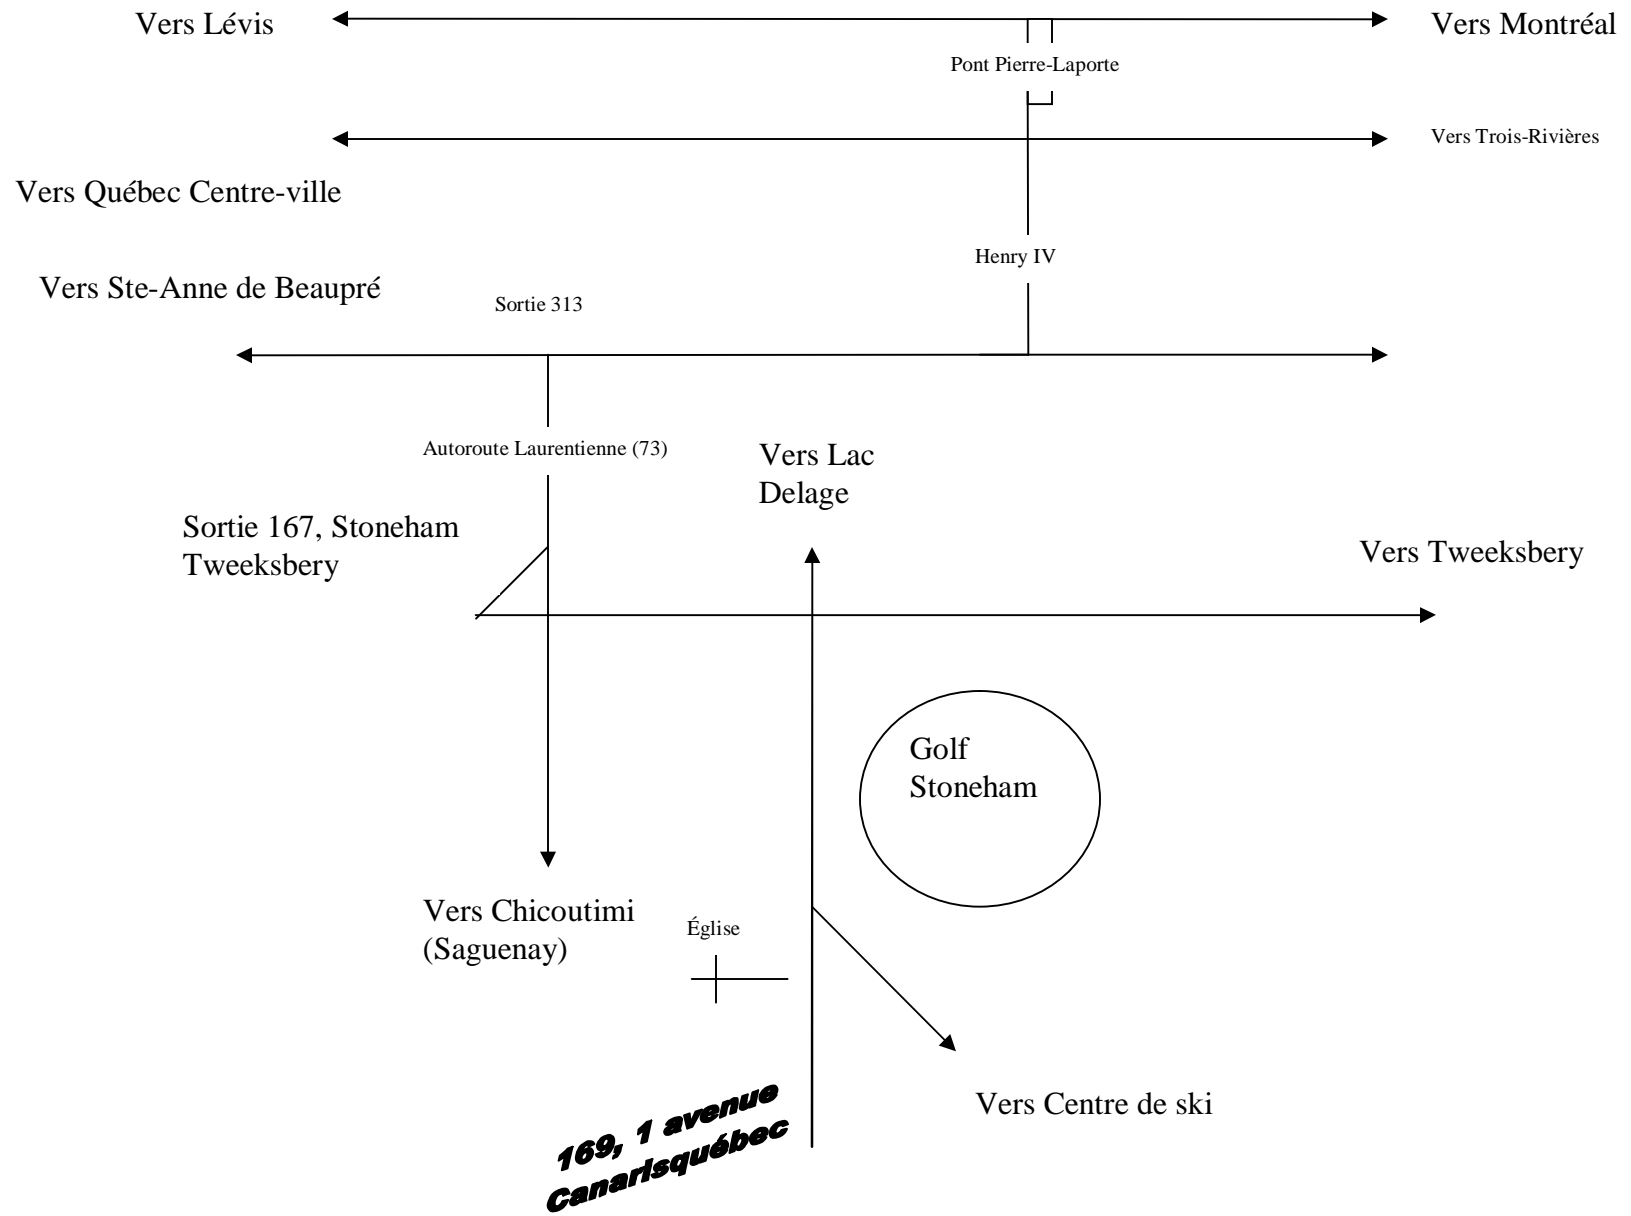 Vers Lévis
Vers Montréal
Pont Pierre-Laporte
Vers Trois-Rivières
Vers Québec Centre-ville
Henry IV
Vers Ste-Anne de Beaupré
Sortie 313
Autoroute Laurentienne (73)
Vers Lac
Delage
Sortie 167, Stoneham
Tweeksbery
Vers Tweeksbery
Golf
Stoneham
Vers Chicoutimi
(Saguenay)
Église
Vers Centre de ski
169, 1 avenue
Canarisquébec